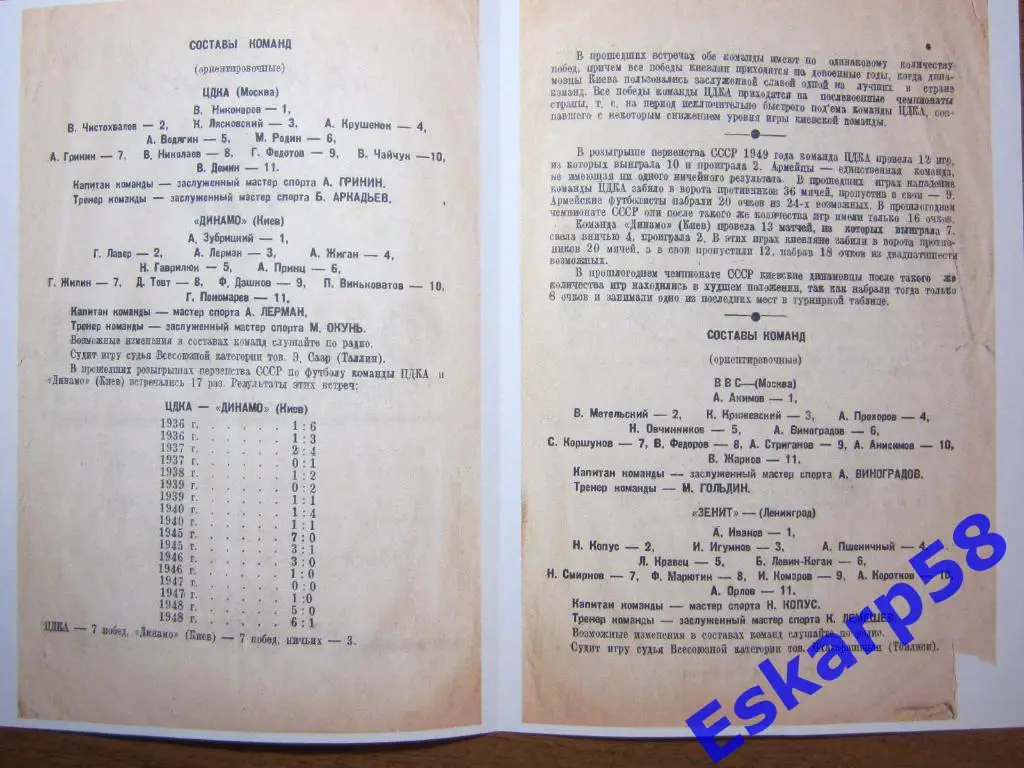 СОСТАВЫ КОМАНД
(ориентировочные)
ЦДКА (Москва)
В. Никоноров — 1,
В. Чистохвалов — 2, К. Лясковский — 3, А. Крушенок — 4,
А. Водягин — 5, М. Родин — 6,
А. Гринин — 7, В. Николаев — 8, Г. Федотов — 9, В. Чайчук — 10,
В. Демин — 11.
Капитан команды — заслуженный мастер спорта А. ГРИНИН.
Тренер команды — заслуженный мастер спорта Б. АРКАДЬЕВ.
«ДИНАМО» (Киев)
А. Зубрицкий — 1,
Г. Лавер — 2, А. Лерман — 3, А. Жиган — 4,
Н. Гаврилюк — 5, А. Принц — 6,
Г. Жилин — 7, Д. Товт — 8, Ф. Дашков — 9, П. Виньковатов — 10,
Г. Пономарев — 11.
Капитан команды — мастер спорта А. ЛЕРМАН.
Тренер команды — заслуженный мастер спорта М. ОКУНЬ.
Возможные изменения в составах команд слушайте по радио.
Судит игру судья Всесоюзной категории тов. Э. Саар (Таллин).
В прошедших розыгрышах первенства СССР по футболу команды ЦДКА и
«Динамо» (Киев) встречались 17 раз. Результаты этих встреч:
ЦДКА — «ДИНАМО» (Киев)
1936 г. . . . . . 1 : 6
1936 г. . . . . . 1 : 3
1937 г. . . . . . 2 : 4
1937 г. . . . . . 0 : 1
1938 г. . . . . . 1 : 2
1939 г. . . . . . 0 : 2
1939 г. . . . . . 1 : 1
1940 г. . . . . . 1 : 4
1940 г. . . . . . 1 : 1
1945 г. . . . . . 7 : 0
1945 г. . . . . . 3 : 1
1946 г. . . . . . 3 : 0
1946 г. . . . . . 1 : 0
1947 г. . . . . . 0 : 0
1947 г. . . . . . 1 : 0
1948 г. . . . . . 5 : 0
1948 г. . . . . . 6 : 1
ЦДКА — 7 побед, «Динамо» (Киев) — 7 побед, ничьих — 3.
В прошедших встречах обе команды имеют по одинаковому количеству
побед, причем все победы киевлян приходятся на довоенные годы, когда дина-
мовцы Киева пользовались заслуженной славой одной из лучших в стране
команд. Все победы команды ЦДКА приходятся на послевоенные чемпионаты
страны, т. е. на период исключительно быстрого под'ема команды ЦДКА, сов-
павшего с некоторым снижением уровня игры киевской команды.
В розыгрыше первенства СССР 1949 года команда ЦДКА провела 12 игр,
из которых выиграла 10 и проиграла 2. Армейцы — единственная команда,
не имеющая ни одного ничейного результата. В прошедших играх нападение
команды ЦДКА забило в ворота противников 36 мячей, пропустив в свои — 9.
Армейские футболисты набрали 20 очков из 24-х возможных. В прошлогоднем
чемпионате СССР они после такого же количества игр имели только 16 очков.
Команда «Динамо» (Киев) провела 13 матчей, из которых выиграла 7,
свела вничью 4, проиграла 2. В этих играх киевляне забили в ворота против-
ников 20 мячей, а в свои пропустили 12, набрав 18 очков из двадцатишести
возможных.
В прошлогоднем чемпионате СССР киевские динамовцы после такого же
количества игр находились в худшем положении, так как набрали тогда только
8 очков и занимали одно из последних мест в турнирной таблице.
СОСТАВЫ КОМАНД
(ориентировочные)
В В С—(Москва)
А. Акимов — 1,
В. Метельский — 2, К. Крижевский — 3, А. Прохоров — 4,
Н. Овчинников — 5, А. Виноградов — 6,
С. Коршунов — 7, В. Федоров — 8, А. Стриганов — 9, А. Анисимов — 10,
В. Жарков — 11.
Капитан команды — заслуженный мастер спорта А. ВИНОГРАДОВ.
Тренер команды — М. ГОЛЬДИН.
«ЗЕНИТ» — (Ленинград)
А. Иванов — 1,
Н. Копус — 2, И. Игумнов — 3, А. Пшеничный — 4,
Л. Кравец — 5, Б. Левин-Коган — 6,
Н. Смирнов — 7, Ф. Марютин — 8, И. Комаров — 9, А. Коротков — 10,
А. Орлов — 11.
Капитан команды — мастер спорта Н. КОПУС.
Тренер команды — заслуженный мастер спорта К. ЛЕМЕШЕВ.
Возможные изменения в составах команд слушайте по радио.
Судит игру судья Всесоюзной категории тов. (Тбилиси).
Eskarp58